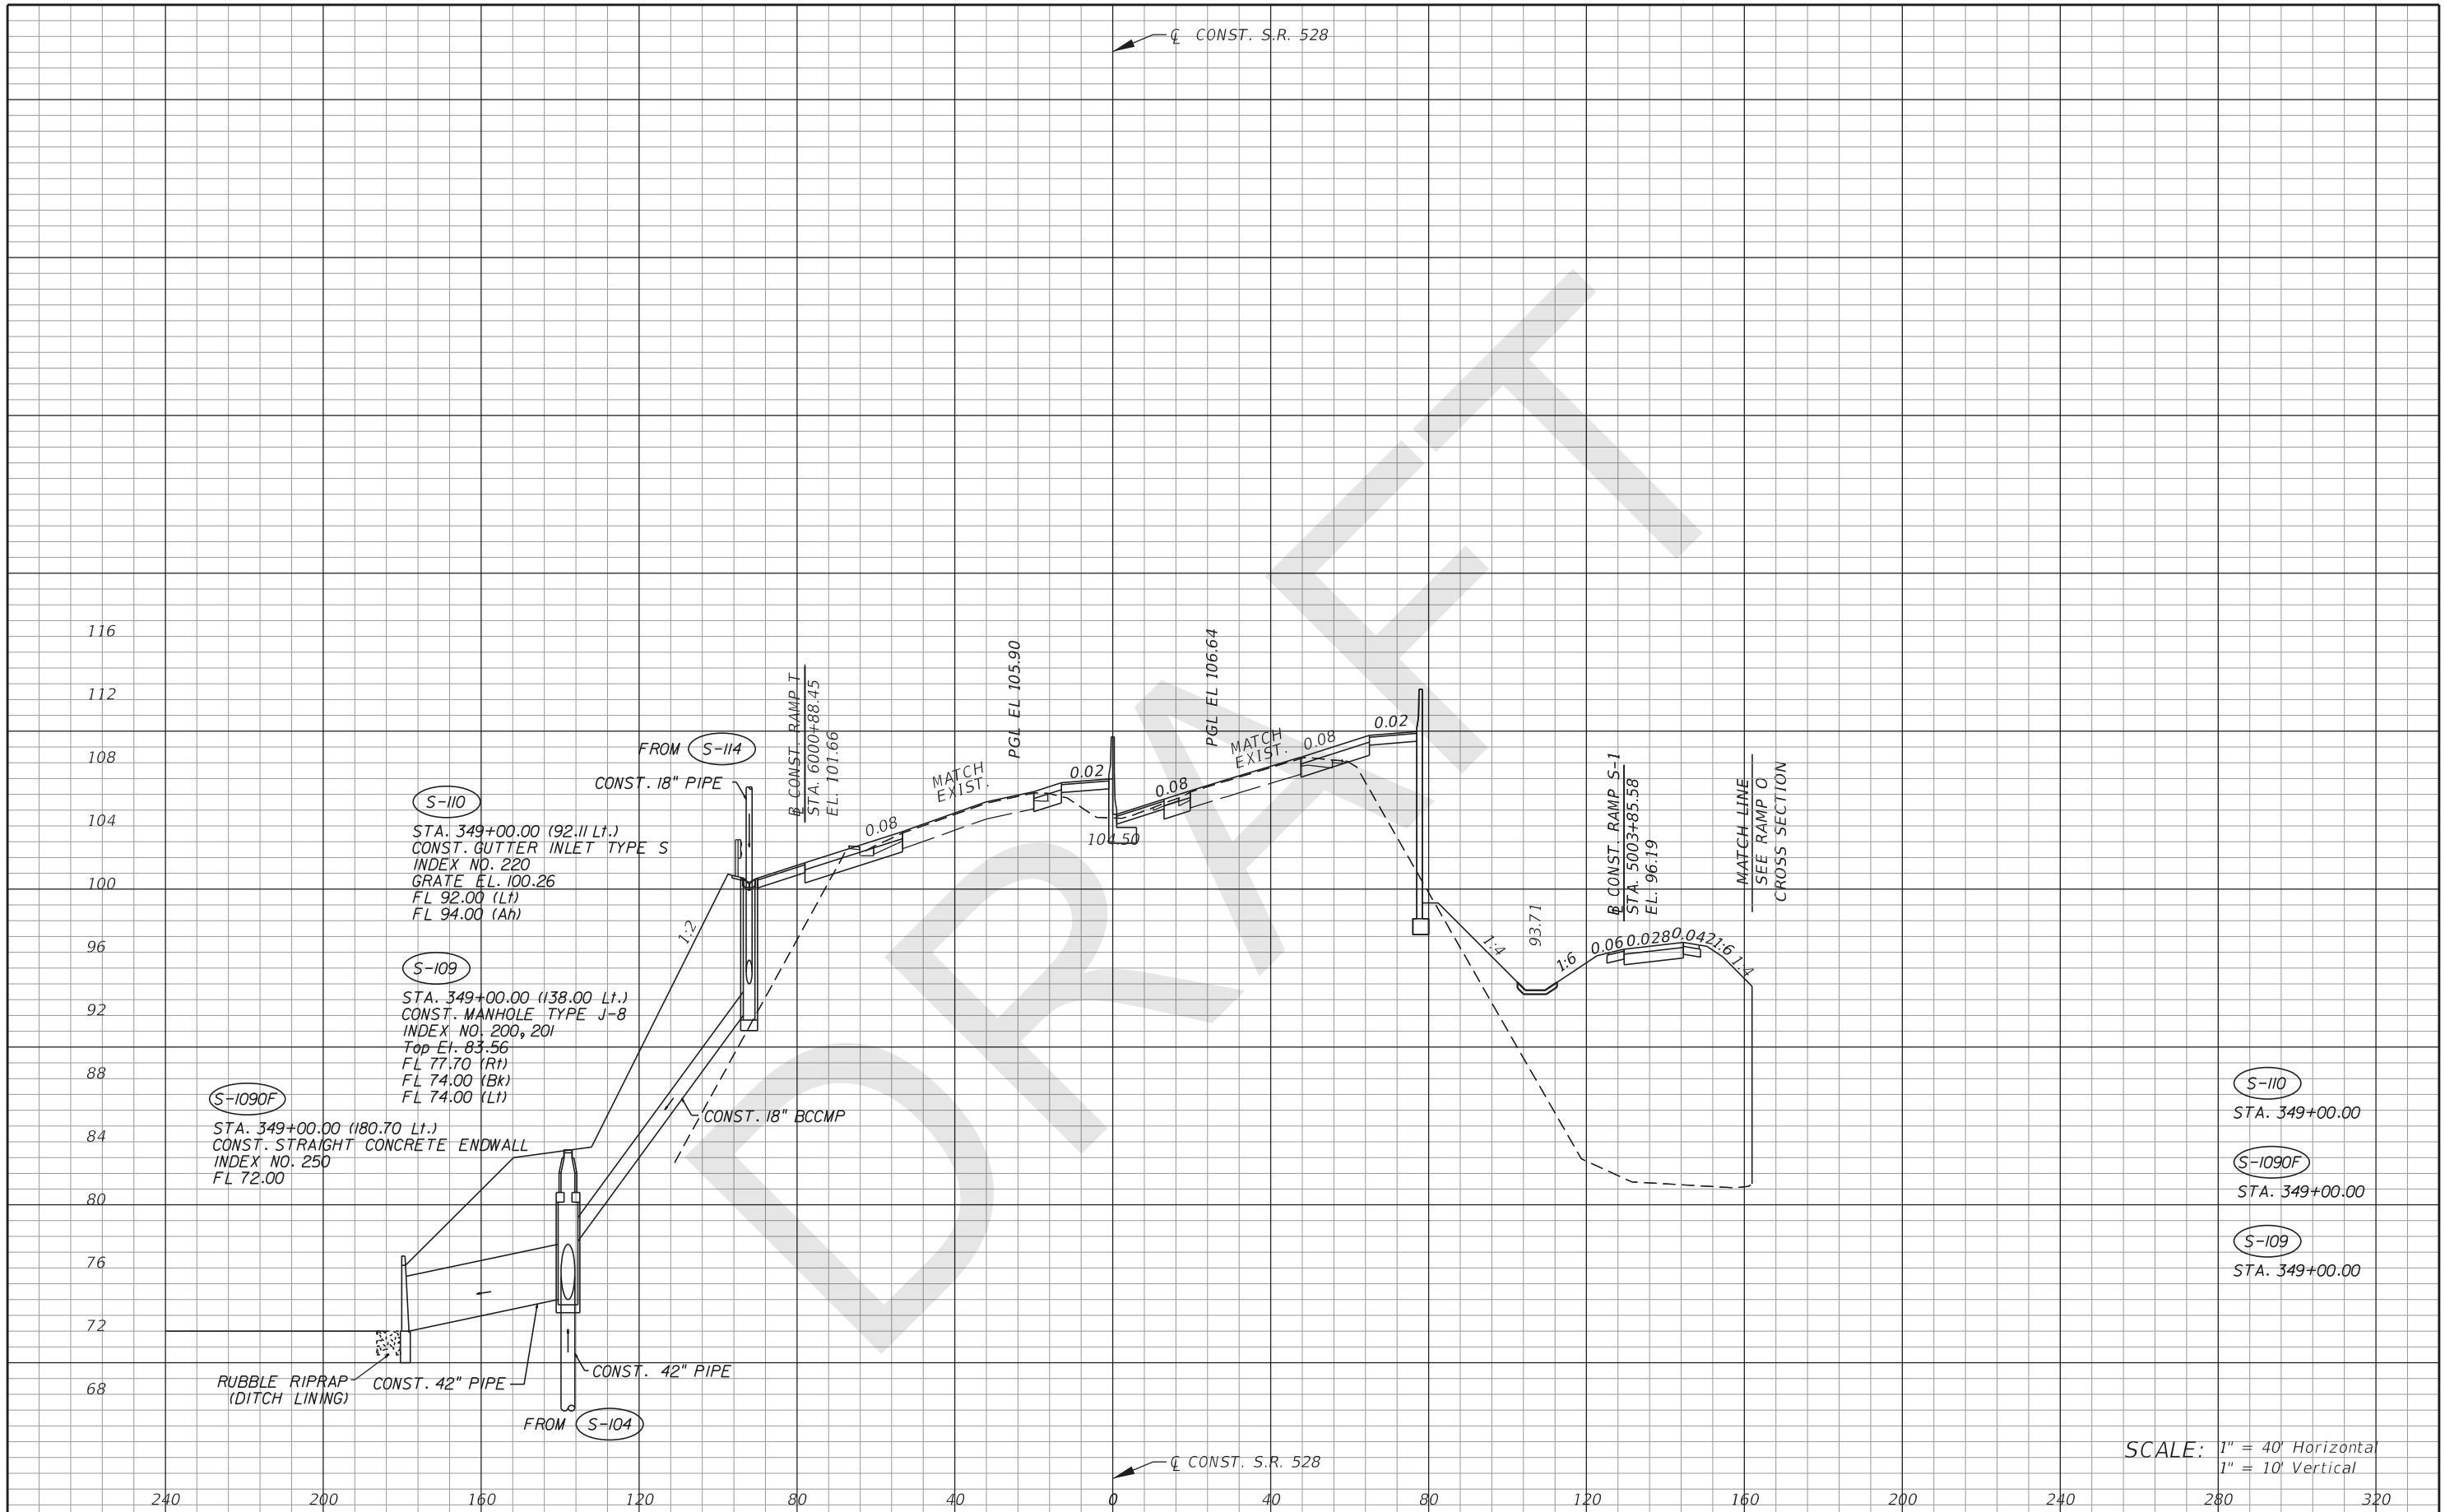 ℄ CONST. S.R. 528
116
112
108
104
100
96
92
88
84
80
76
72
68
FROM S-114
CONST. 18" PIPE
S-110
STA. 349+00.00 (92.11 Lt.)
CONST. GUTTER INLET TYPE S
INDEX NO. 220
GRATE EL. 100.26
FL 92.00 (Lt)
FL 94.00 (Ah)
S-109
STA. 349+00.00 (138.00 Lt.)
CONST. MANHOLE TYPE J-8
INDEX NO. 200, 201
Top El. 83.56
FL 77.70 (Rt)
FL 74.00 (Bk)
FL 74.00 (Lt)
S-109OF
STA. 349+00.00 (180.70 Lt.)
CONST. STRAIGHT CONCRETE ENDWALL
INDEX NO. 250
FL 72.00
RUBBLE RIPRAP
(DITCH LINING)
CONST. 42" PIPE
CONST. 42" PIPE
FROM S-104
CONST. 18" BCCMP
1:2
B CONST. RAMP T
STA. 6000+88.45
EL. 101.66
0.08
MATCH
EXIST.
PGL EL 105.90
0.02
104.50
0.08
PGL EL 106.64
MATCH
EXIST.
0.08
0.02
1:4
93.71
1:6
B CONST. RAMP S-1
STA. 5003+85.58
EL. 96.19
0.06
0.028
0.042
1:6
1:4
MATCH LINE
SEE RAMP O
CROSS SECTION
S-110
STA. 349+00.00
S-109OF
STA. 349+00.00
S-109
STA. 349+00.00
DRAFT
℄ CONST. S.R. 528
SCALE: 1" = 40' Horizontal
1" = 10' Vertical
240 200 160 120 80 40 0 40 80 120 160 200 240 280 320